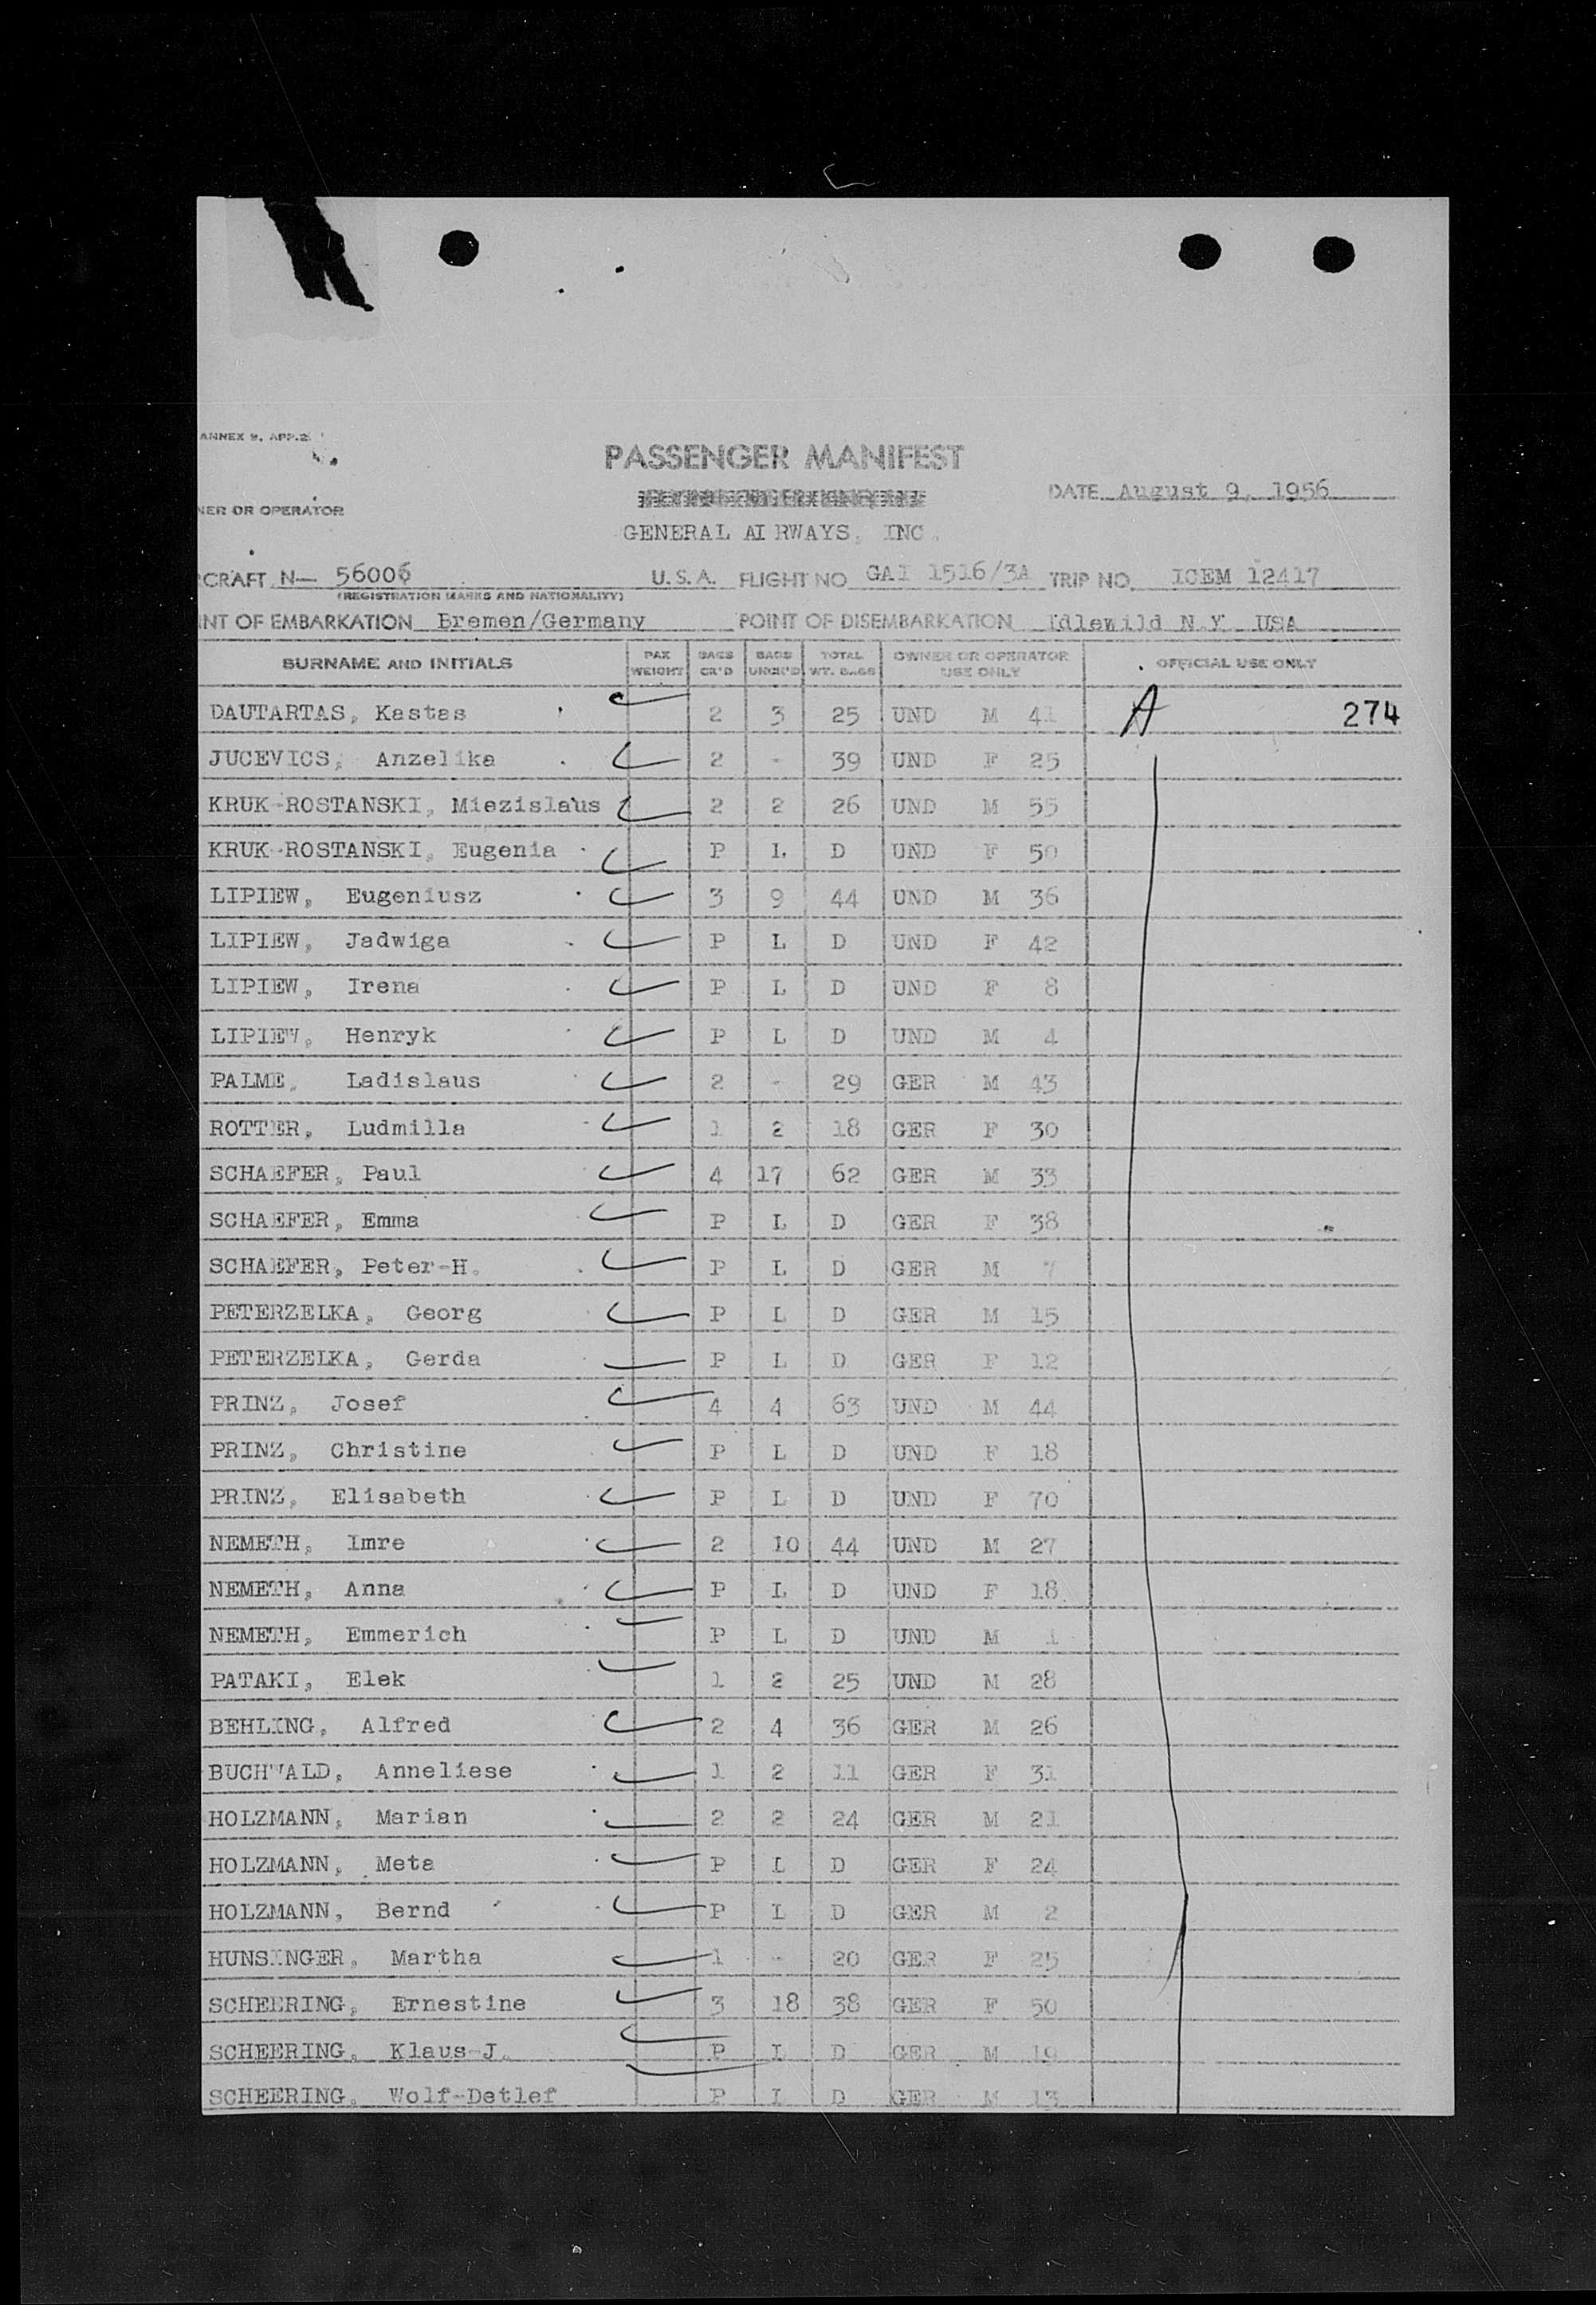 ANNEX 9, APP.2
PASSENGER MANIFEST
DATE August 9, 1956
NER OR OPERATOR
GENERAL AIRWAYS, INC.
CRAFT N— 56006 U.S.A. FLIGHT NO GAI 1516/3A TRIP NO. ICEM 12417
(REGISTRATION MARKS AND NATIONALITY)
INT OF EMBARKATION Bremen/Germany POINT OF DISEMBARKATION Idlewild N.Y USA
SURNAME AND INITIALS PAX WEIGHT BAGS CK'D BAGS UNCK'D TOTAL WT. BAGS OWNER OR OPERATOR USE ONLY OFFICIAL USE ONLY
DAUTARTAS, Kastas 2 3 25 UND M 41 A 274
JUCEVICS, Anzelika 2 - 39 UND F 25
KRUK-ROSTANSKI, Miezislaus 2 2 26 UND M 55
KRUK-ROSTANSKI, Eugenia P L D UND F 50
LIPIEW, Eugeniusz 3 9 44 UND M 36
LIPIEW, Jadwiga P L D UND F 42
LIPIEW, Irena P L D UND F 8
LIPIEW, Henryk P L D UND M 4
PALME, Ladislaus 2 - 29 GER M 43
ROTTER, Ludmilla 1 2 18 GER F 30
SCHAEFER, Paul 4 17 62 GER M 33
SCHAEFER, Emma P L D GER F 38
SCHAEFER, Peter-H. P L D GER M 7
PETERZELKA, Georg P L D GER M 15
PETERZELKA, Gerda P L D GER F 12
PRINZ, Josef 4 4 63 UND M 44
PRINZ, Christine P L D UND F 18
PRINZ, Elisabeth P L D UND F 70
NEMETH, Imre 2 10 44 UND M 27
NEMETH, Anna P L D UND F 18
NEMETH, Emmerich P L D UND M 1
PATAKI, Elek 1 2 25 UND M 28
BEHLING, Alfred 2 4 36 GER M 26
BUCHWALD, Anneliese 1 2 11 GER F 31
HOLZMANN, Marian 2 2 24 GER M 21
HOLZMANN, Meta P L D GER F 24
HOLZMANN, Bernd P L D GER M 2
HUNSINGER, Martha 1 - 20 GER F 25
SCHEERING, Ernestine 3 18 38 GER F 50
SCHEERING, Klaus-J. P L D GER M 19
SCHEERING, Wolf-Detlef P L D GER M 13